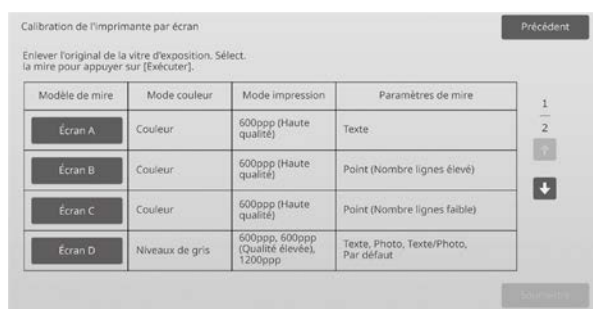 Calibration de l'imprimante par écran
Précédent
Enlever l'original de la vitre d'exposition. Sélect.
la mire pour appuyer sur [Exécuter].
Modèle de mire Mode couleur Mode impression Paramètres de mire
Écran A Couleur 600ppp (Haute qualité) Texte
Écran B Couleur 600ppp (Haute qualité) Point (Nombre lignes élevé)
Écran C Couleur 600ppp (Haute qualité) Point (Nombre lignes faible)
Écran D Niveaux de gris 600ppp, 600ppp (Qualité élevée), 1200ppp Texte, Photo, Texte/Photo, Par défaut
1
2